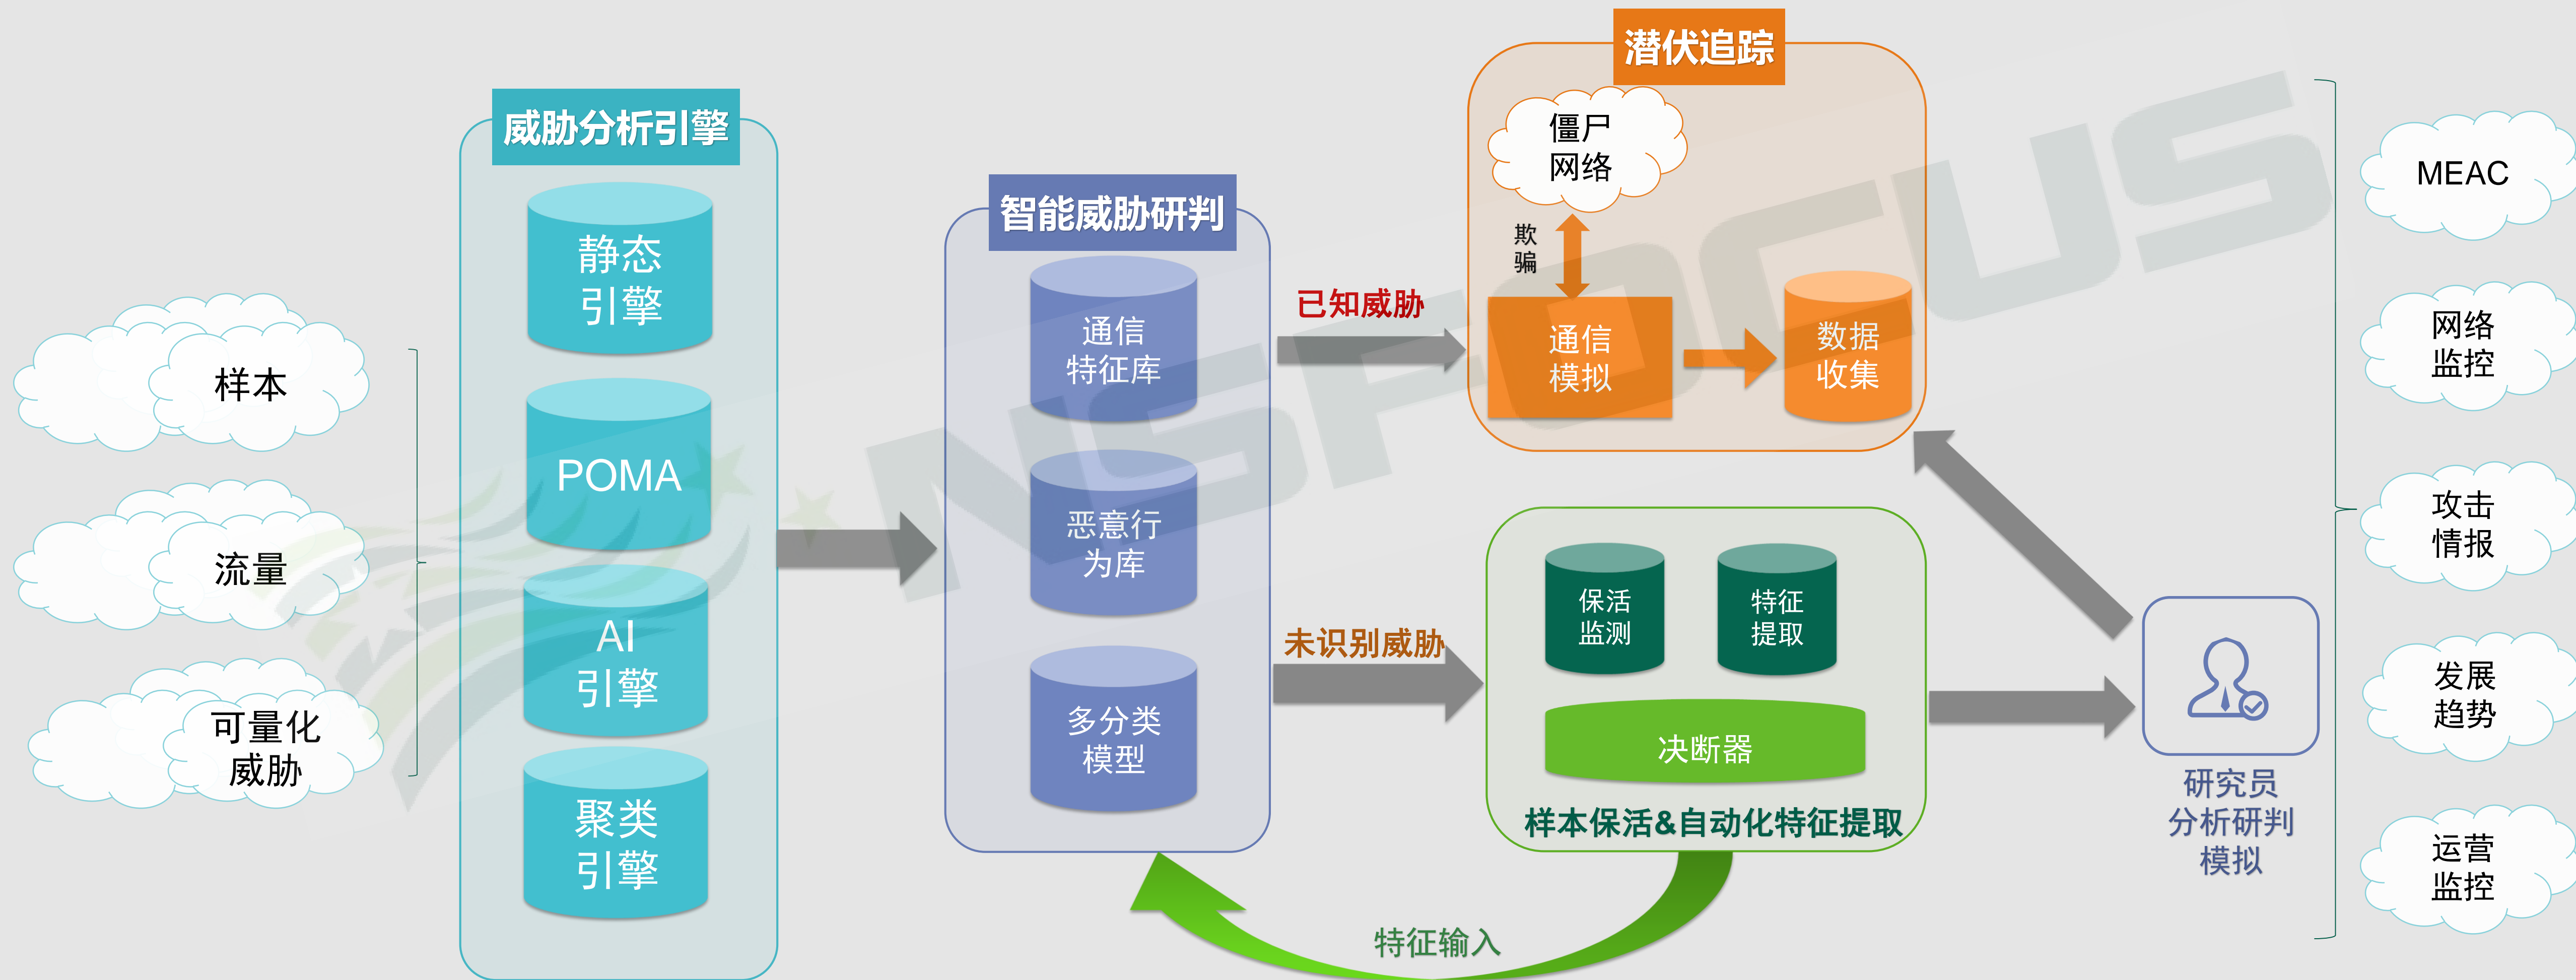 样本
流量
可量化
威胁
威胁分析引擎
静态
引擎
POMA
AI
引擎
聚类
引擎
智能威胁研判
通信
特征库
恶意行
为库
多分类
模型
已知威胁
未识别威胁
潜伏追踪
僵尸
网络
欺
骗
通信
模拟
数据
收集
保活
监测
特征
提取
决断器
样本保活&自动化特征提取
特征输入
研究员
分析研判
模拟
MEAC
网络
监控
攻击
情报
发展
趋势
运营
监控
NSFOCUS